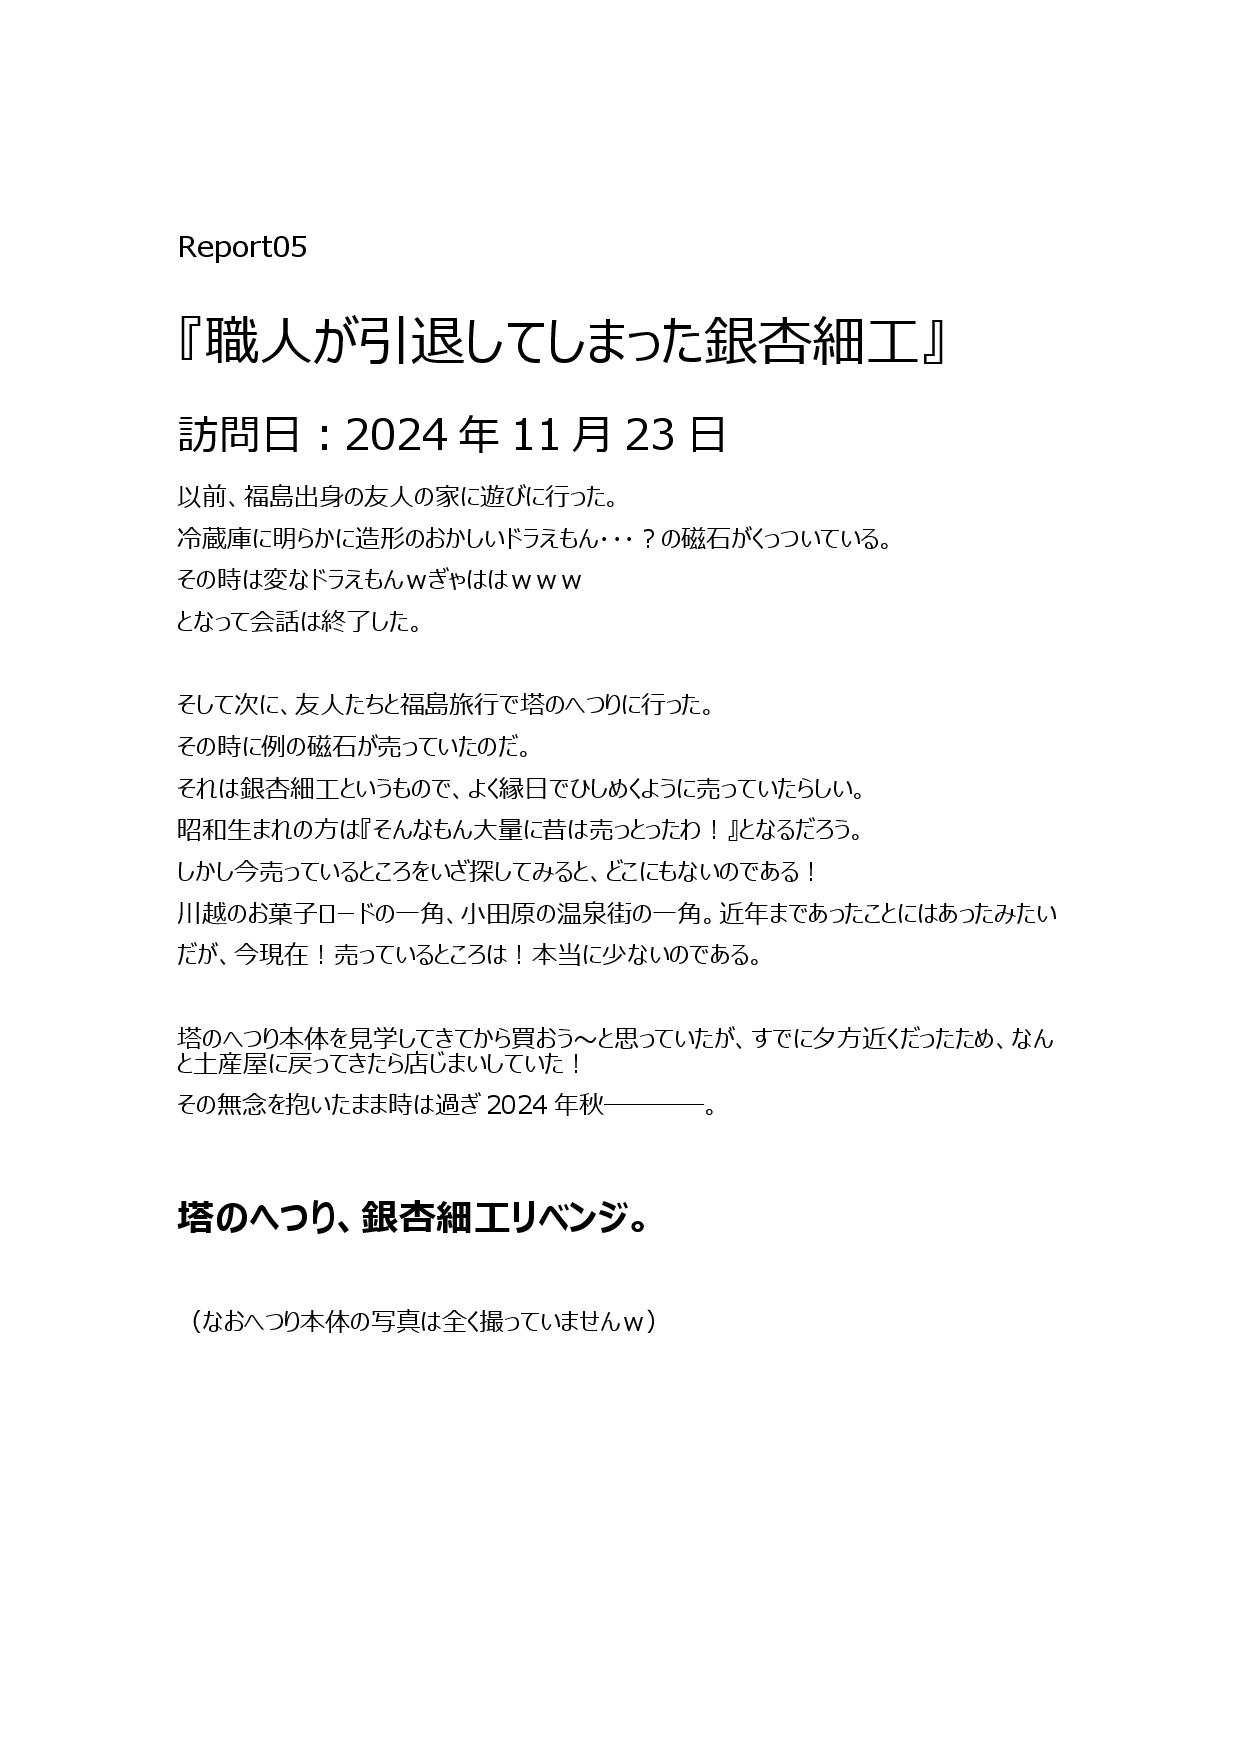 Report05
『職人が引退してしまった銀杏細工』
訪問日：2024 年 11 月 23 日
以前、福島出身の友人の家に遊びに行った。
冷蔵庫に明らかに造形のおかしいドラえもん・・・？の磁石がくっついている。
その時は変なドラえもんｗぎゃははｗｗｗ
となって会話は終了した。
そして次に、友人たちと福島旅行で塔のへつりに行った。
その時に例の磁石が売っていたのだ。
それは銀杏細工というもので、よく縁日でひしめくように売っていたらしい。
昭和生まれの方は『そんなもん大量に昔は売っとったわ！』となるだろう。
しかし今売っているところをいざ探してみると、どこにもないのである！
川越のお菓子ロードの一角、小田原の温泉街の一角。近年まであったことにはあったみたい
だが、今現在！売っているところは！本当に少ないのである。
塔のへつり本体を見学してきてから買おう～と思っていたが、すでに夕方近くだったため、なん
と土産屋に戻ってきたら店じまいしていた！
その無念を抱いたまま時は過ぎ 2024 年秋――――。
塔のへつり、銀杏細工リベンジ。
（なおへつり本体の写真は全く撮っていませんｗ）